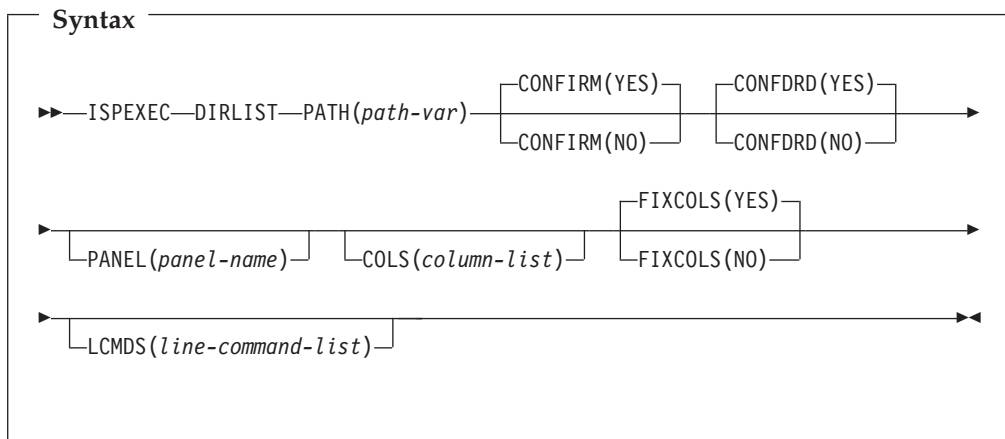 Syntax
CONFIRM(YES) CONFDRD(YES)
ISPEXEC DIRLIST PATH(path-var)
CONFIRM(NO) CONFDRD(NO)
FIXCOLS(YES)
PANEL(panel-name) COLS(column-list) FIXCOLS(NO)
LCMDS(line-command-list)